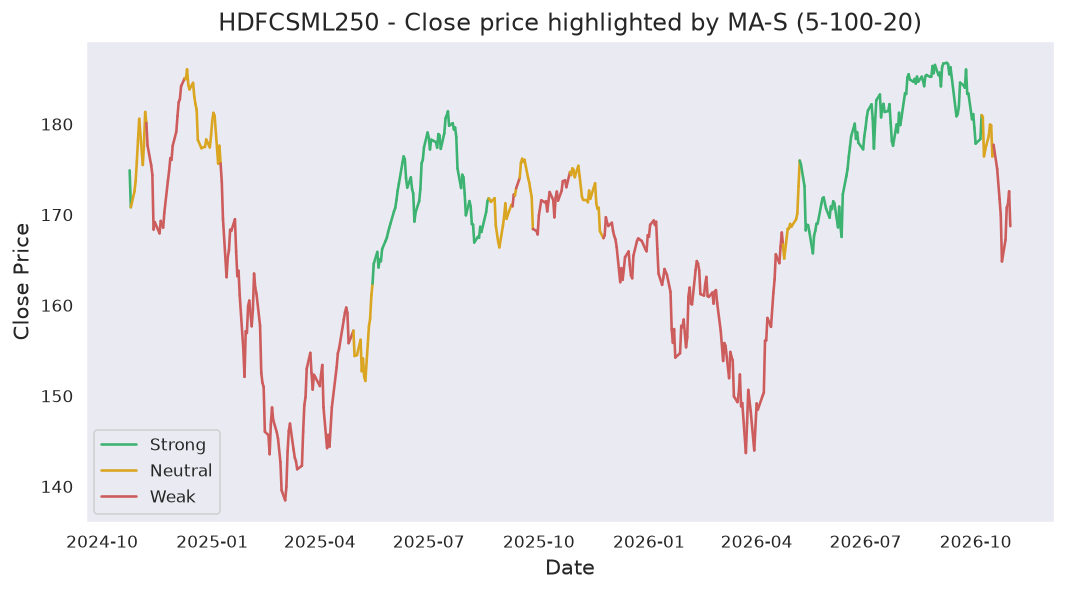 HDFCSML250 - Close price highlighted by MA-S (5-100-20)
Close Price
180
170
160
150
140
Strong
Neutral
Weak
2024-10 2025-01 2025-04 2025-07 2025-10 2026-01 2026-04 2026-07 2026-10
Date